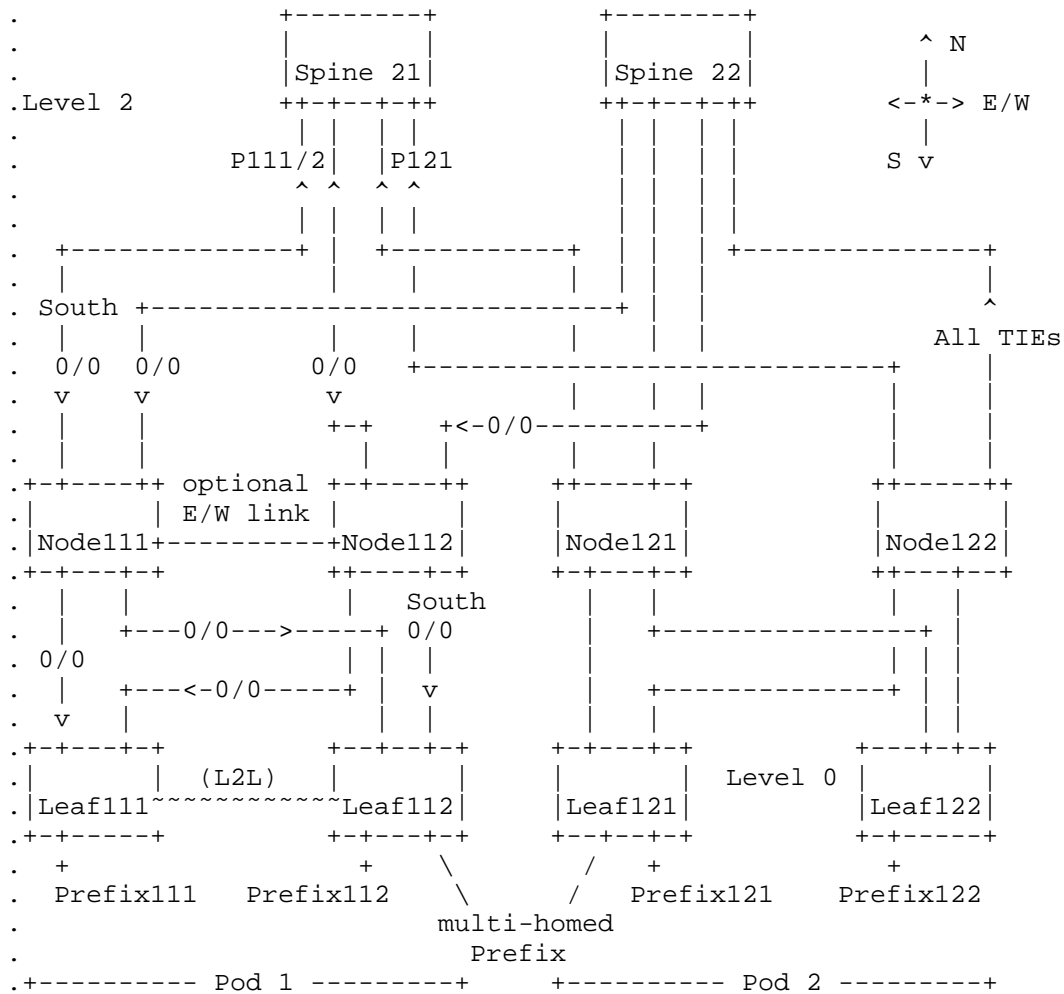 ^ N
Spine 21 Spine 22
Level 2 <-*-> E/W
P111/2 P121 S v
South ^
All TIEs
0/0 0/0 0/0
v v v
<-0/0
optional
E/W link
Node111 Node112 Node121 Node122
South
0/0 > 0/0
0/0
<-0/0 v
v
(L2L) Level 0
Leaf111~~~~~~~~~~~~Leaf112 Leaf121 Leaf122
Prefix111 Prefix112 Prefix121 Prefix122
multi-homed
Prefix
Pod 1 Pod 2